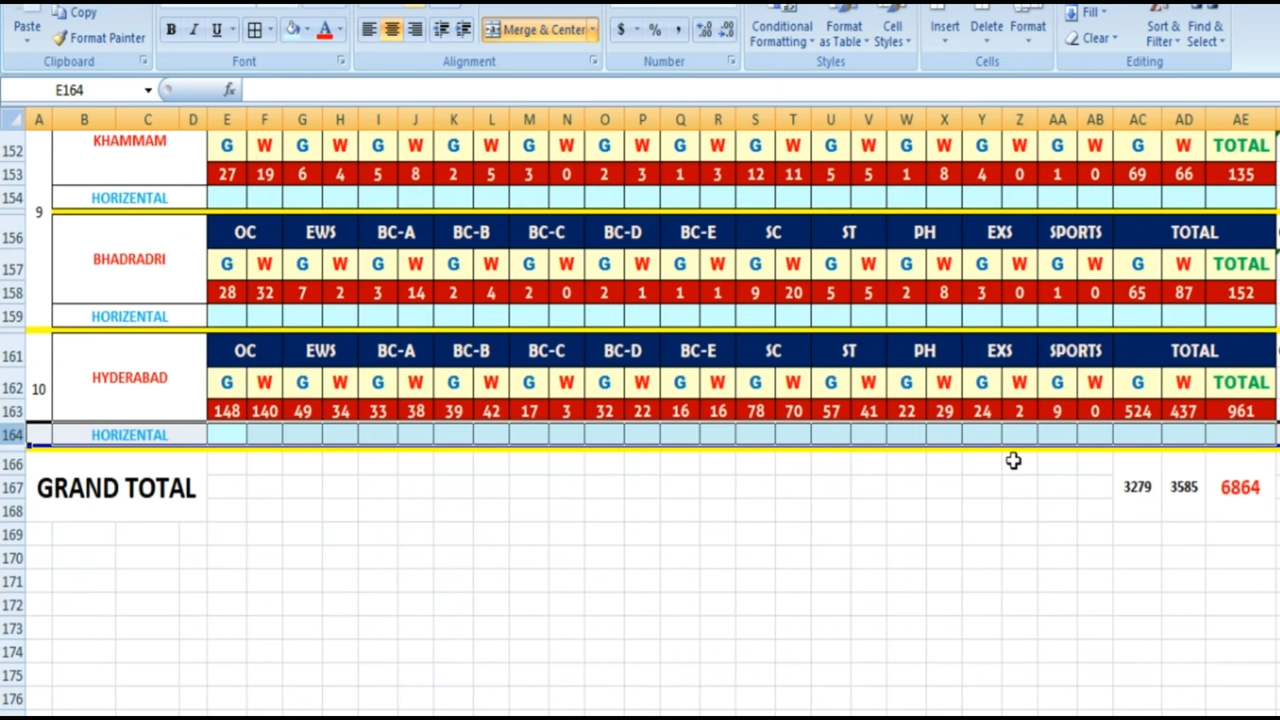 Paste Copy Format Painter B I U A Merge & Center $ % , Conditional Formatting Format as Table Cell Styles Insert Delete Format Fill Clear Sort & Filter Find & Select
Clipboard Font Alignment Number Styles Cells Editing
E164 fx
A B C D E F G H I J K L M N O P Q R S T U V W X Y Z AA AB AC AD AE
152 KHAMMAM G W G W G W G W G W G W G W G W G W G W G W G W G W TOTAL
153 27 19 6 4 5 8 2 5 3 0 2 3 1 3 12 11 5 5 1 8 4 0 1 0 69 66 135
154 HORIZENTAL
9
156 OC EWS BC-A BC-B BC-C BC-D BC-E SC ST PH EXS SPORTS TOTAL
157 BHADRADRI G W G W G W G W G W G W G W G W G W G W G W G W G W TOTAL
158 28 32 7 2 3 14 2 4 2 0 2 1 1 1 9 20 5 5 2 8 3 0 1 0 65 87 152
159 HORIZENTAL
161 OC EWS BC-A BC-B BC-C BC-D BC-E SC ST PH EXS SPORTS TOTAL
162 10 HYDERABAD G W G W G W G W G W G W G W G W G W G W G W G W G W TOTAL
163 148 140 49 34 33 38 39 42 17 3 32 22 16 16 78 70 57 41 22 29 24 2 9 0 524 437 961
164 HORIZENTAL
166
167 GRAND TOTAL 3279 3585 6864
168
169
170
171
172
173
174
175
176